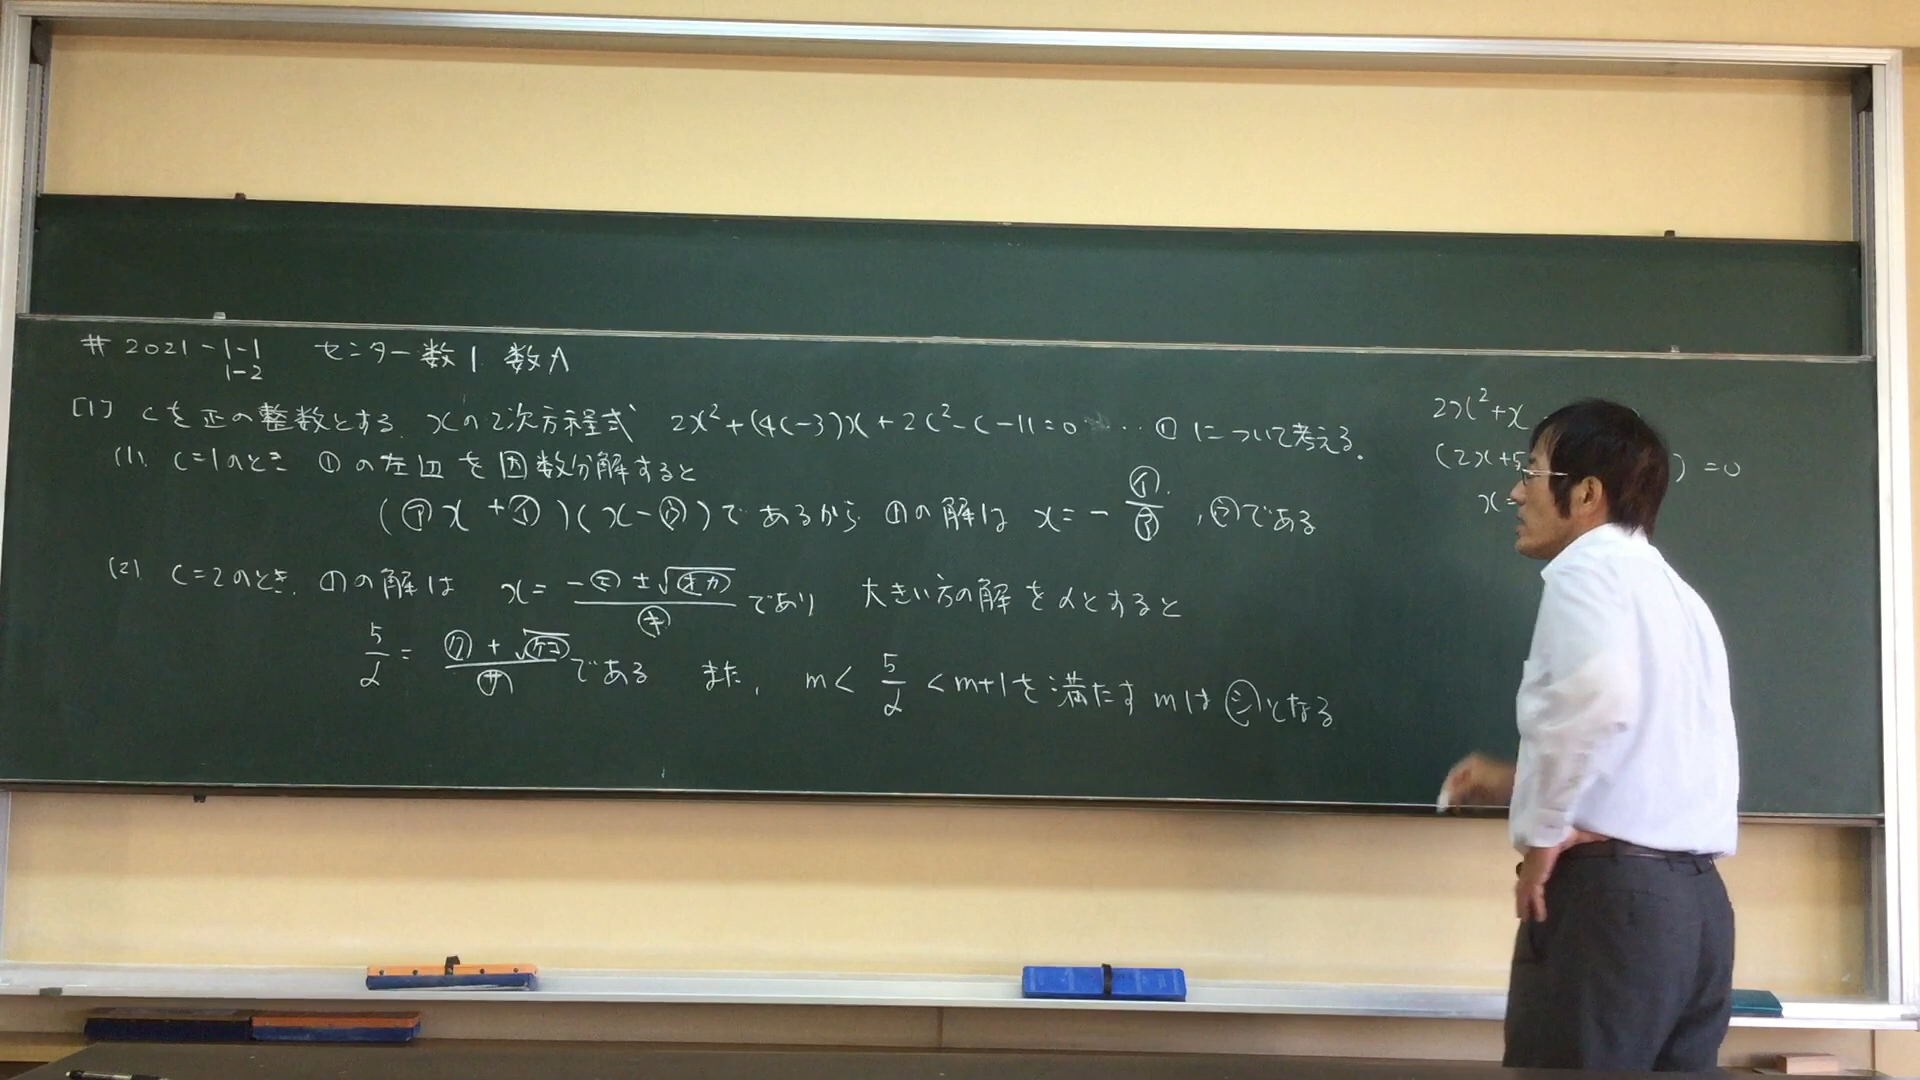 # 2021-1-1 センター数1 数A
1-2
[1] cを正の整数とする. xの2次方程式 2x²+(4c-3)x+2c²-c-11=0 ... ① について考える.
(1). c=1のとき ①の左辺を因数分解すると
(㋐x+㋑)(x-㋒)であるから ①の解は x=-㋑/㋐, ㋒である
(2). c=2のとき. ①の解は x=(-㋓±√㋔㋕)/㋖であり 大きい方の解をαとすると
5/α=(㋗+√㋘㋙)/㋚である また, m<5/α<m+1を満たすmは㋛となる
2x²+x
(2x+5 )=0
x=